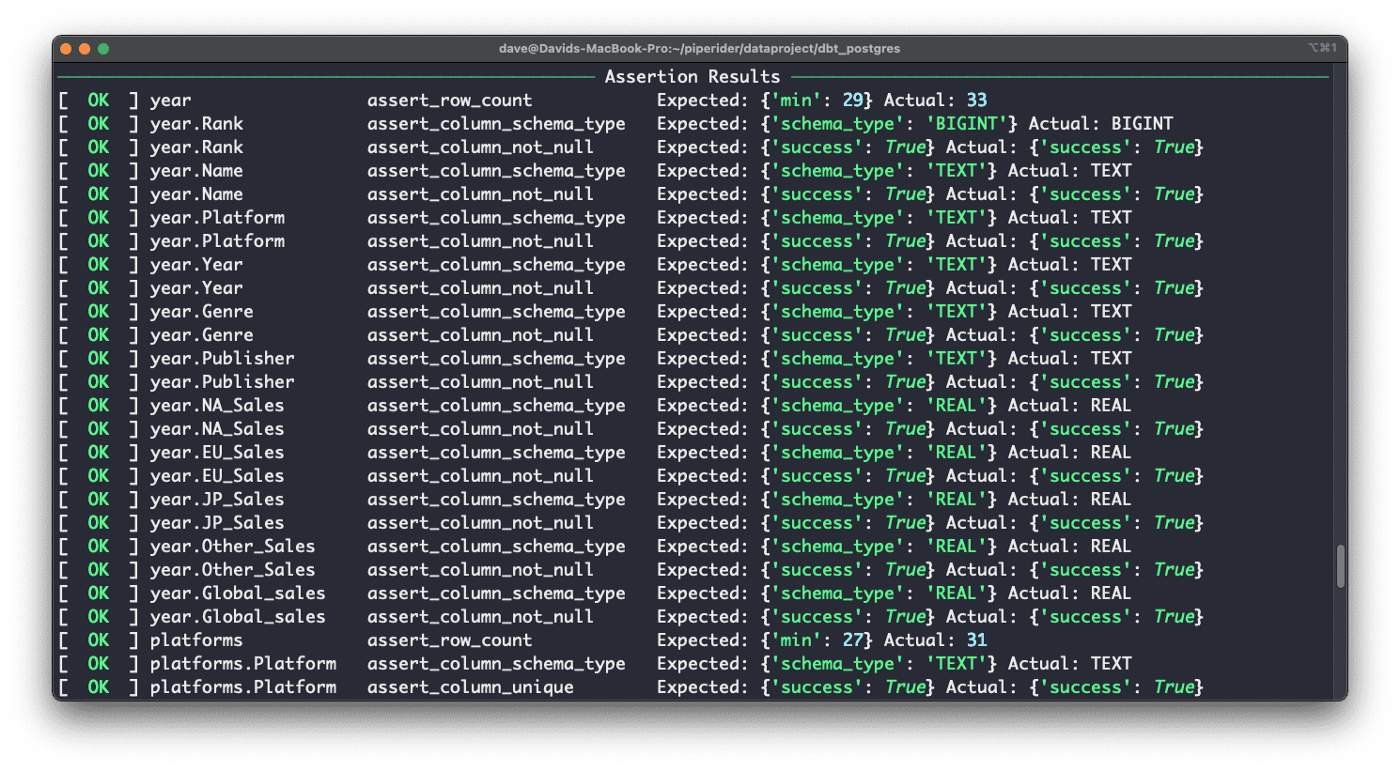 dave@Davids-MacBook-Pro:~/piperider/dataproject/dbt_postgres ⌥⌘1
Assertion Results
[ OK ] year assert_row_count Expected: {'min': 29} Actual: 33
[ OK ] year.Rank assert_column_schema_type Expected: {'schema_type': 'BIGINT'} Actual: BIGINT
[ OK ] year.Rank assert_column_not_null Expected: {'success': True} Actual: {'success': True}
[ OK ] year.Name assert_column_schema_type Expected: {'schema_type': 'TEXT'} Actual: TEXT
[ OK ] year.Name assert_column_not_null Expected: {'success': True} Actual: {'success': True}
[ OK ] year.Platform assert_column_schema_type Expected: {'schema_type': 'TEXT'} Actual: TEXT
[ OK ] year.Platform assert_column_not_null Expected: {'success': True} Actual: {'success': True}
[ OK ] year.Year assert_column_schema_type Expected: {'schema_type': 'TEXT'} Actual: TEXT
[ OK ] year.Year assert_column_not_null Expected: {'success': True} Actual: {'success': True}
[ OK ] year.Genre assert_column_schema_type Expected: {'schema_type': 'TEXT'} Actual: TEXT
[ OK ] year.Genre assert_column_not_null Expected: {'success': True} Actual: {'success': True}
[ OK ] year.Publisher assert_column_schema_type Expected: {'schema_type': 'TEXT'} Actual: TEXT
[ OK ] year.Publisher assert_column_not_null Expected: {'success': True} Actual: {'success': True}
[ OK ] year.NA_Sales assert_column_schema_type Expected: {'schema_type': 'REAL'} Actual: REAL
[ OK ] year.NA_Sales assert_column_not_null Expected: {'success': True} Actual: {'success': True}
[ OK ] year.EU_Sales assert_column_schema_type Expected: {'schema_type': 'REAL'} Actual: REAL
[ OK ] year.EU_Sales assert_column_not_null Expected: {'success': True} Actual: {'success': True}
[ OK ] year.JP_Sales assert_column_schema_type Expected: {'schema_type': 'REAL'} Actual: REAL
[ OK ] year.JP_Sales assert_column_not_null Expected: {'success': True} Actual: {'success': True}
[ OK ] year.Other_Sales assert_column_schema_type Expected: {'schema_type': 'REAL'} Actual: REAL
[ OK ] year.Other_Sales assert_column_not_null Expected: {'success': True} Actual: {'success': True}
[ OK ] year.Global_sales assert_column_schema_type Expected: {'schema_type': 'REAL'} Actual: REAL
[ OK ] year.Global_sales assert_column_not_null Expected: {'success': True} Actual: {'success': True}
[ OK ] platforms assert_row_count Expected: {'min': 27} Actual: 31
[ OK ] platforms.Platform assert_column_schema_type Expected: {'schema_type': 'TEXT'} Actual: TEXT
[ OK ] platforms.Platform assert_column_unique Expected: {'success': True} Actual: {'success': True}